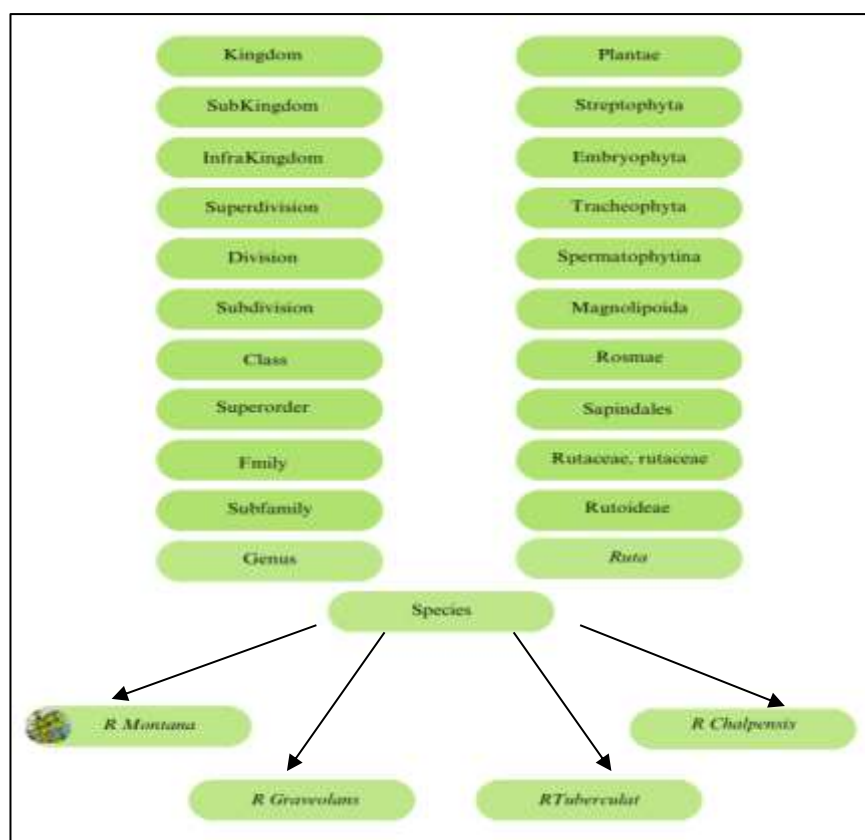 Kingdom Plantae
SubKingdom Streptophyta
InfraKingdom Embryophyta
Superdivision Tracheophyta
Division Spermatophytina
Subdivision Magnolipoida
Class Rosmae
Superorder Sapindales
Fmily Rutaceae, rutaceae
Subfamily Rutoideae
Genus Ruta
Species
R Montana
R Chalpensis
R Graveolans
RTuberculat